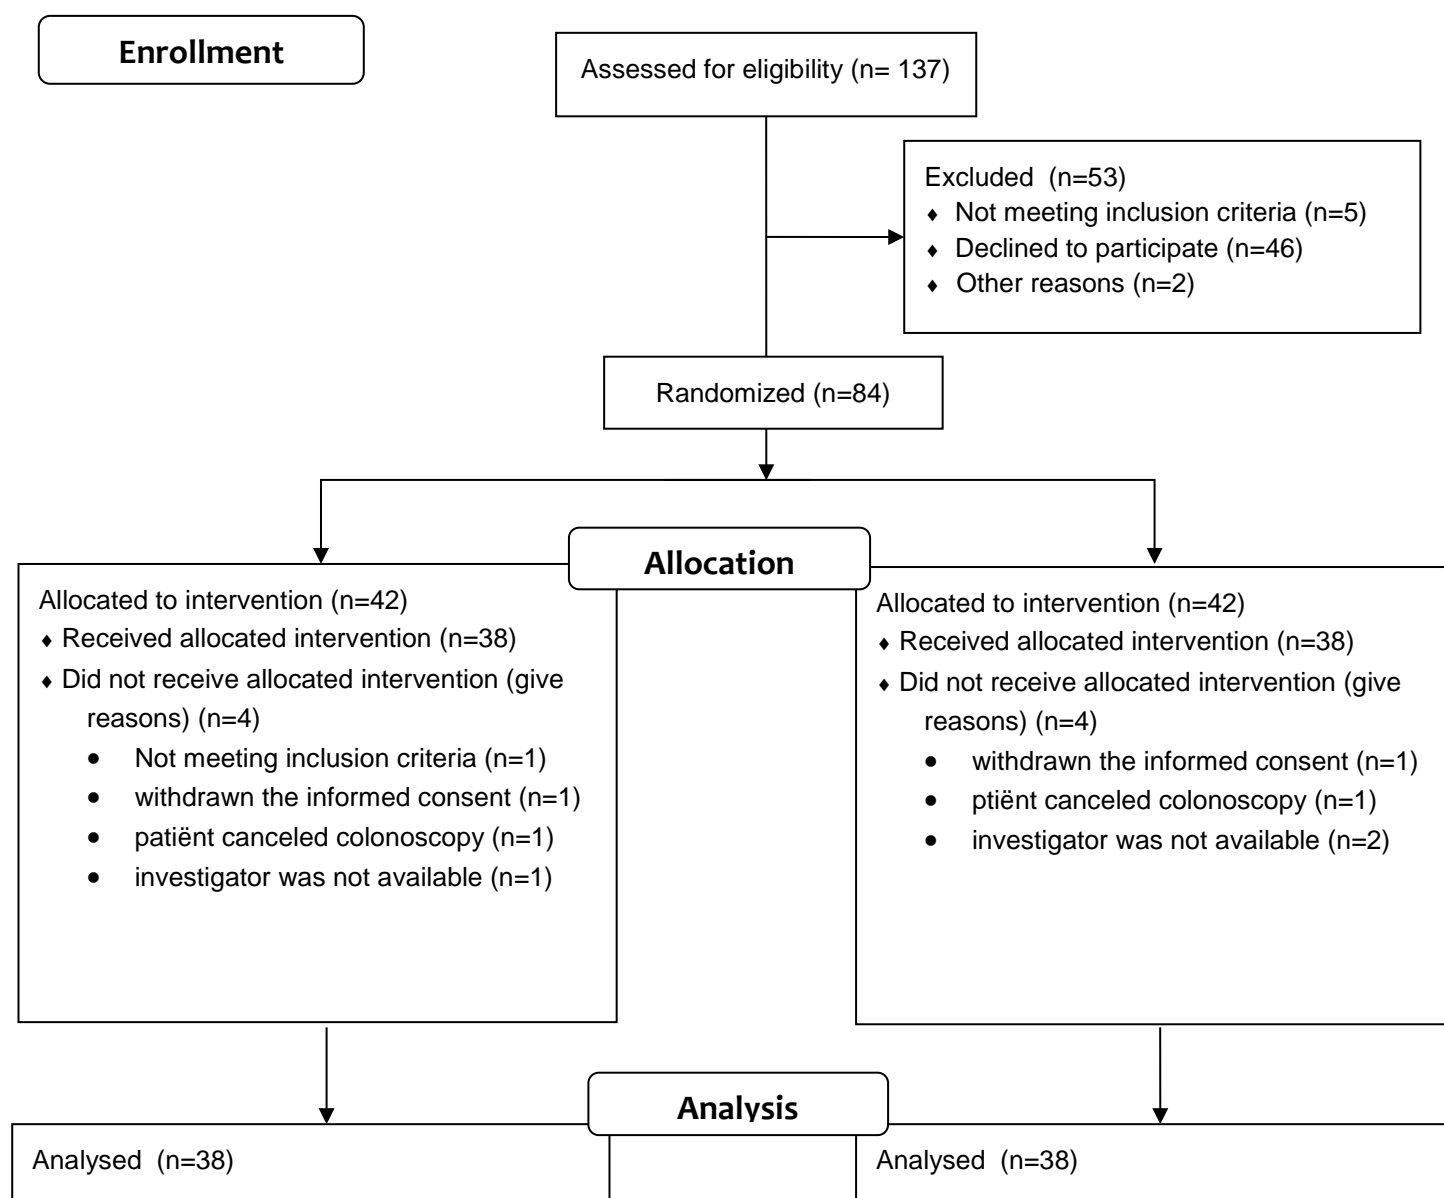 Enrollment
Assessed for eligibility (n= 137)
Excluded (n=53)
♦ Not meeting inclusion criteria (n=5)
♦ Declined to participate (n=46)
♦ Other reasons (n=2)
Randomized (n=84)
Allocation
Allocated to intervention (n=42)
♦ Received allocated intervention (n=38)
♦ Did not receive allocated intervention (give
reasons) (n=4)
• Not meeting inclusion criteria (n=1)
• withdrawn the informed consent (n=1)
• patiënt canceled colonoscopy (n=1)
• investigator was not available (n=1)
Allocated to intervention (n=42)
♦ Received allocated intervention (n=38)
♦ Did not receive allocated intervention (give
reasons) (n=4)
• withdrawn the informed consent (n=1)
• ptiënt canceled colonoscopy (n=1)
• investigator was not available (n=2)
Analysis
Analysed (n=38)
Analysed (n=38)